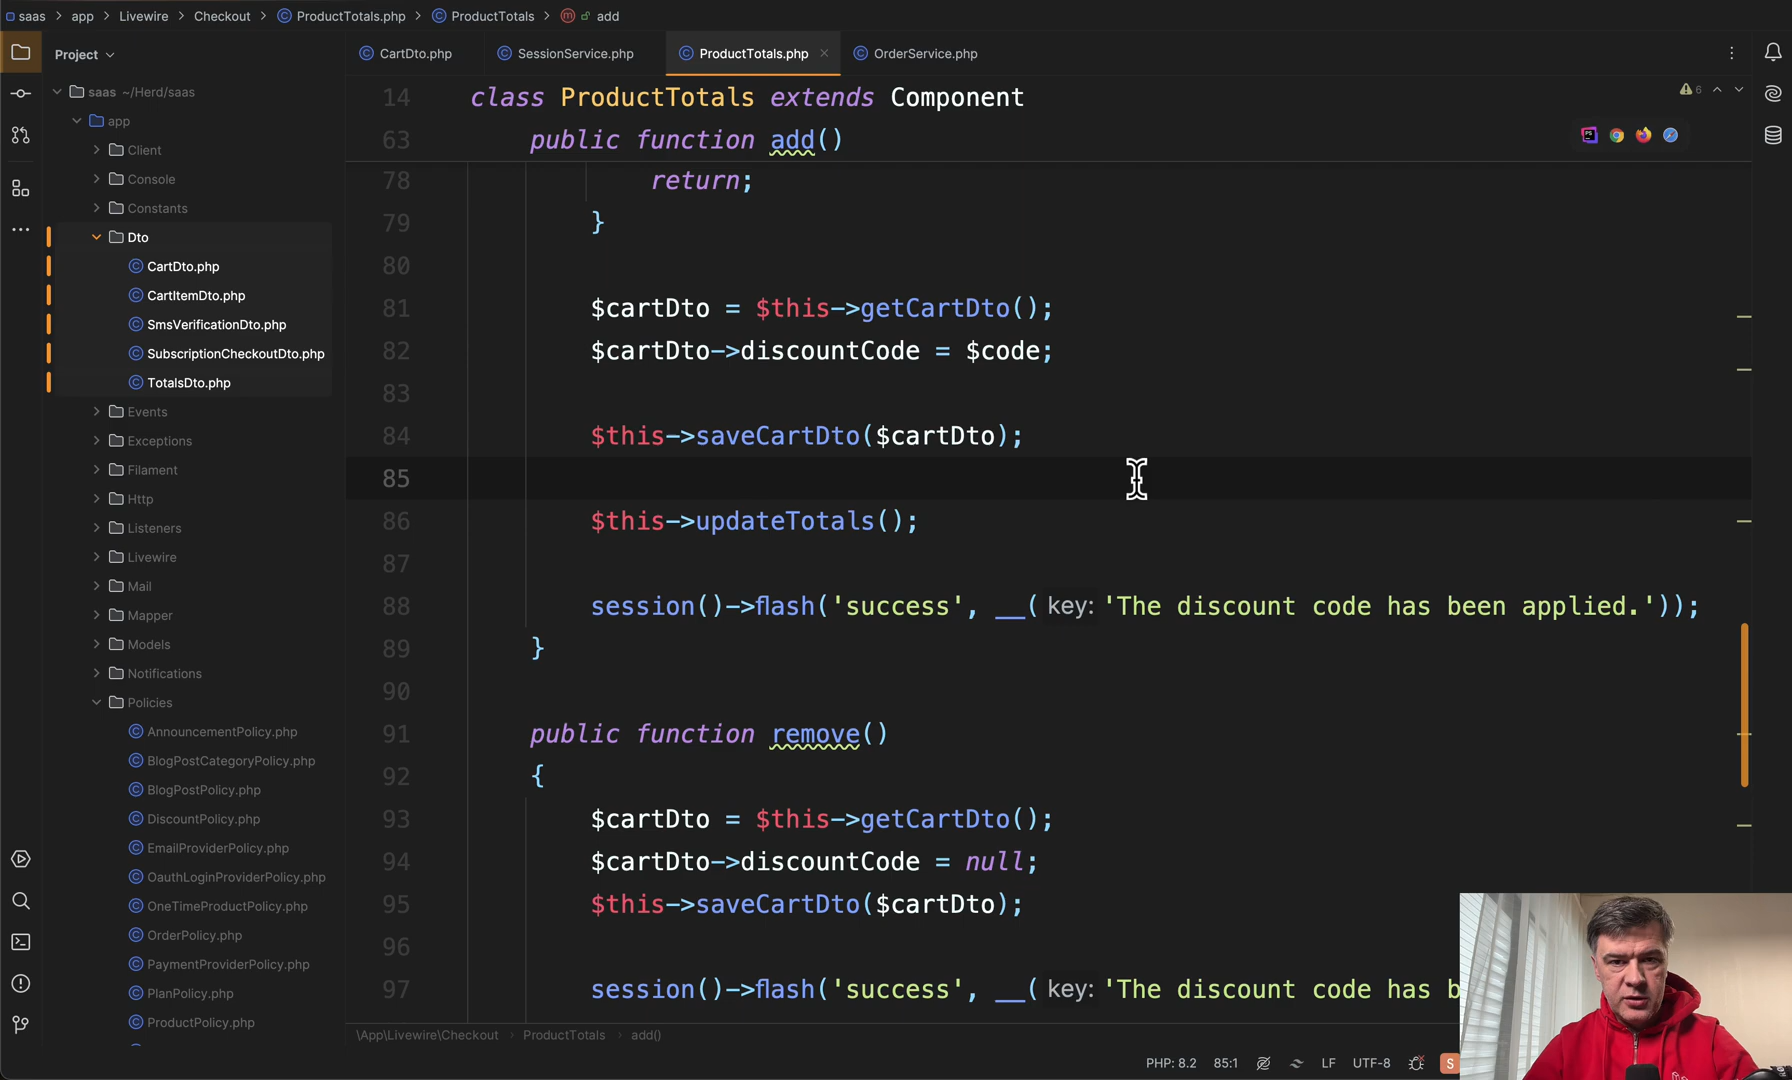 saas > app > Livewire > Checkout > ProductTotals.php > ProductTotals > m add
Project
CartDto.php
SessionService.php
ProductTotals.php
OrderService.php
saas ~/Herd/saas
app
Client
Console
Constants
Dto
CartDto.php
CartItemDto.php
SmsVerificationDto.php
SubscriptionCheckoutDto.php
TotalsDto.php
Events
Exceptions
Filament
Http
Listeners
Livewire
Mail
Mapper
Models
Notifications
Policies
AnnouncementPolicy.php
BlogPostCategoryPolicy.php
BlogPostPolicy.php
DiscountPolicy.php
EmailProviderPolicy.php
OauthLoginProviderPolicy.php
OneTimeProductPolicy.php
OrderPolicy.php
PaymentProviderPolicy.php
PlanPolicy.php
ProductPolicy.php
6
14 class ProductTotals extends Component
63 public function add()
78 return;
79 }
80
81 $cartDto = $this->getCartDto();
82 $cartDto->discountCode = $code;
83
84 $this->saveCartDto($cartDto);
85
86 $this->updateTotals();
87
88 session()->flash('success', __( key: 'The discount code has been applied.'));
89 }
90
91 public function remove()
92 {
93 $cartDto = $this->getCartDto();
94 $cartDto->discountCode = null;
95 $this->saveCartDto($cartDto);
96
97 session()->flash('success', __( key: 'The discount code has b
\App\Livewire\Checkout > ProductTotals > add()
PHP: 8.2 85:1 LF UTF-8 S